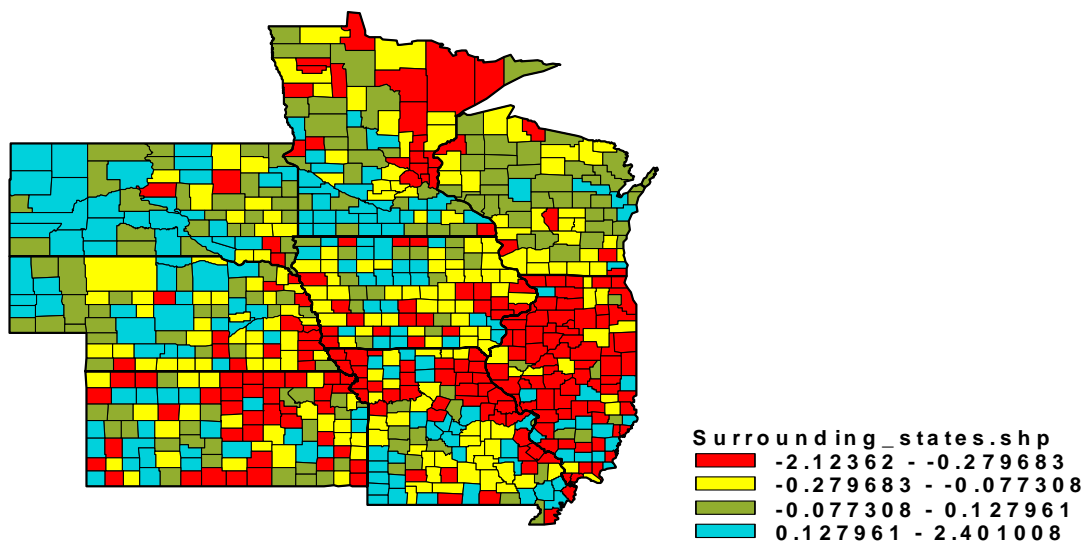 Surrounding_states.shp
-2.12362 - -0.279683
-0.279683 - -0.077308
-0.077308 - 0.127961
0.127961 - 2.401008